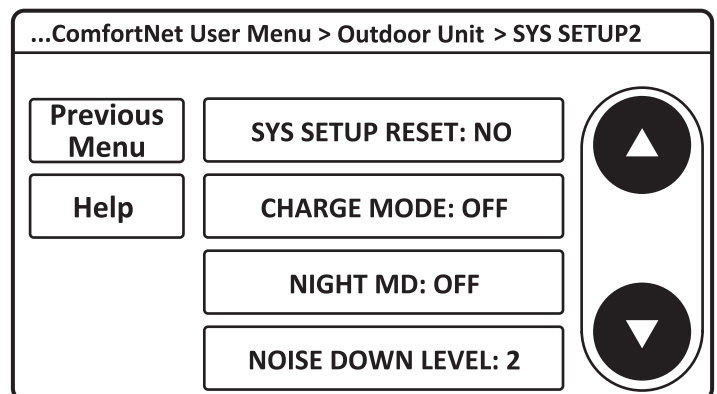 ...ComfortNet User Menu > Outdoor Unit > SYS SETUP2
Previous
Menu
SYS SETUP RESET: NO
Help
CHARGE MODE: OFF
NIGHT MD: OFF
NOISE DOWN LEVEL: 2